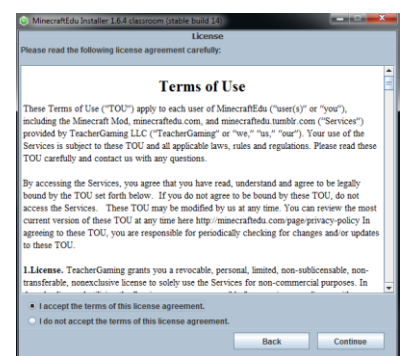 MinecraftEdu Installer 1.6.4 classroom (stable build 14)
License
Please read the following license agreement carefully:
Terms of Use
These Terms of Use ("TOU") apply to each user of MinecraftEdu ("user(s)" or "you"),
including the Minecraft Mod, minecraftedu.com, and minecraftedu.tumblr.com ("Services")
provided by TeacherGaming LLC ("TeacherGaming" or "we," "us," "our"). Your use of the
Services is subject to these TOU and all applicable laws, rules and regulations. Please read these
TOU carefully and contact us with any questions.
By accessing the Services, you agree that you have read, understand and agree to be legally
bound by the TOU set forth below. If you do not agree to be bound by these TOU, do not
access the Services. These TOU may be modified by us at any time. You can review the most
current version of these TOU at any time here http://minecraftedu.com/page/privacy-policy In
agreeing to these TOU, you are responsible for periodically checking for changes and/or updates
to these TOU.
1.License. TeacherGaming grants you a revocable, personal, limited, non-sublicensable, non-
transferable, nonexclusive license to solely use the Services for non-commercial purposes. In
I accept the terms of this license agreement.
I do not accept the terms of this license agreement.
Back Continue